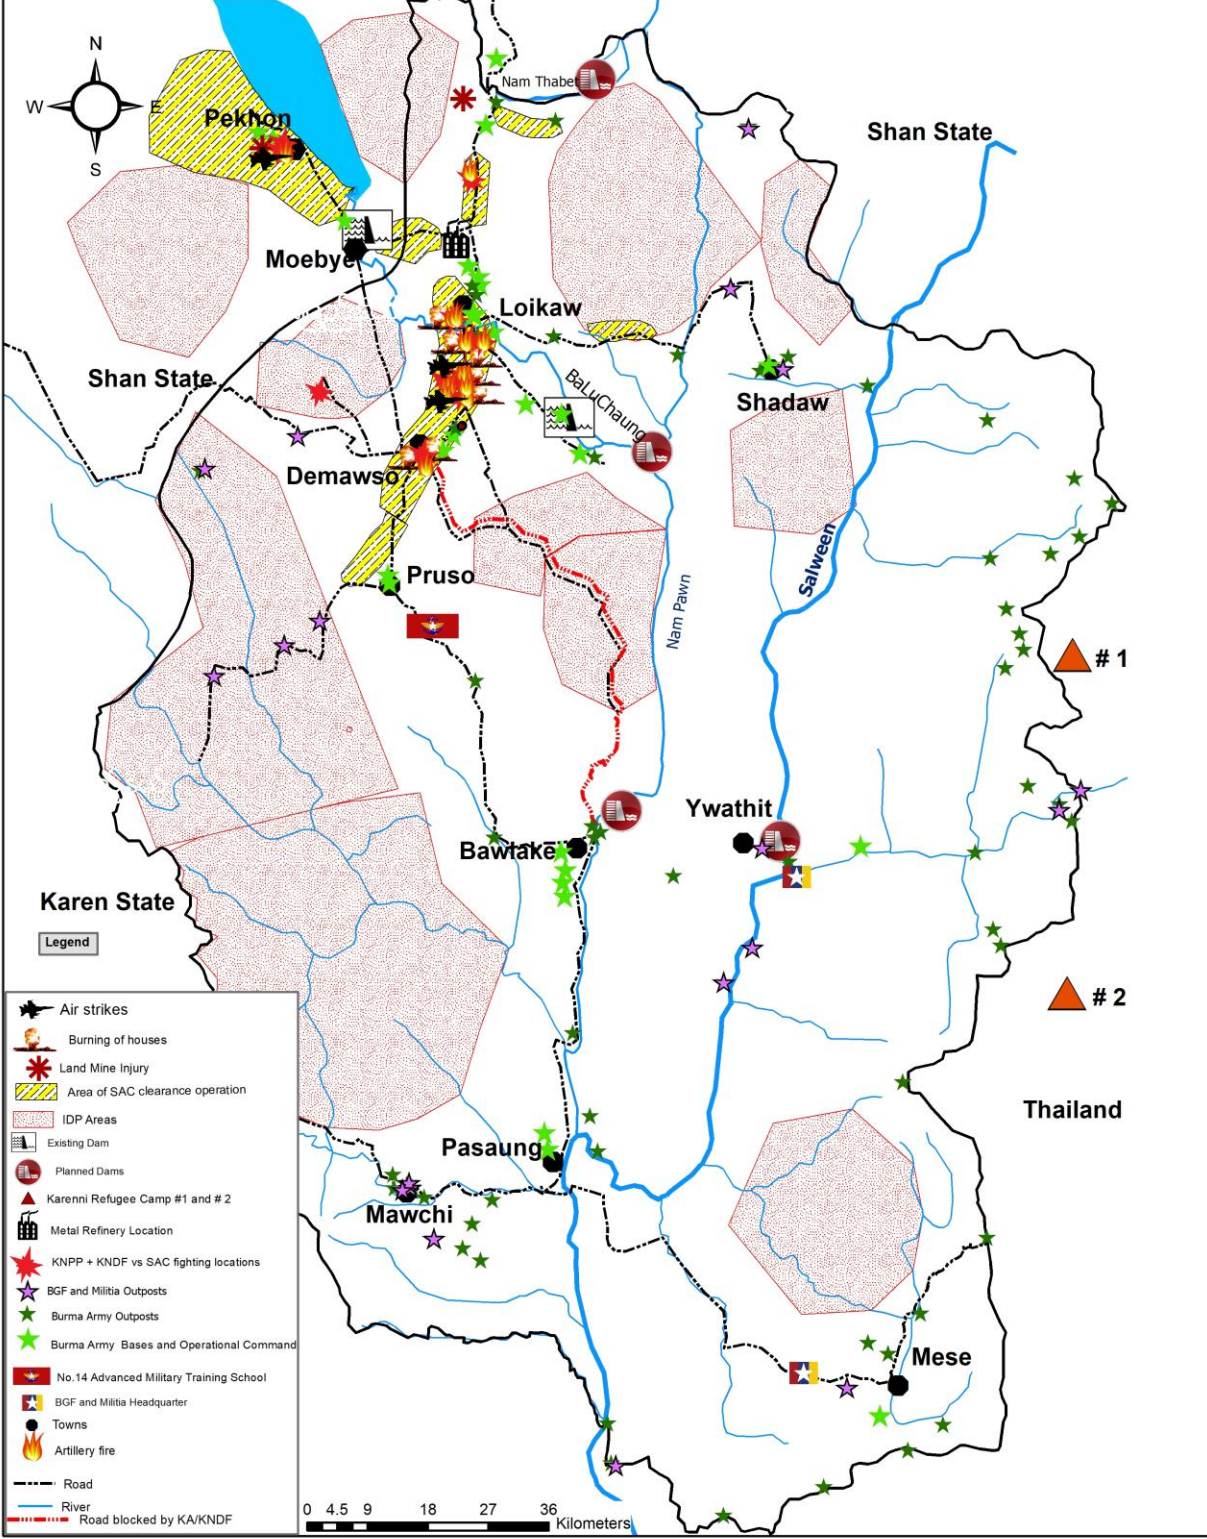 N
W
E
S
Nam Thabet
Pekhon
Shan State
Moebye
Loikaw
Shan State
BaLuChaung
Shadaw
Demawso
Salween
Pruso
Nam Pawn
# 1
Ywathit
Bawlake
Karen State
Legend
# 2
Air strikes
Burning of houses
Land Mine Injury
Area of SAC clearance operation
IDP Areas
Existing Dam
Planned Dams
Karenni Refugee Camp #1 and # 2
Metal Refinery Location
KNPP + KNDF vs SAC fighting locations
BGF and Militia Outposts
Burma Army Outposts
Burma Army Bases and Operational Command
No.14 Advanced Military Training School
BGF and Militia Headquarter
Towns
Artillery fire
Road
River
Road blocked by KA/KNDF
Thailand
Pasaung
Mawchi
Mese
0 4.5 9 18 27 36
Kilometers